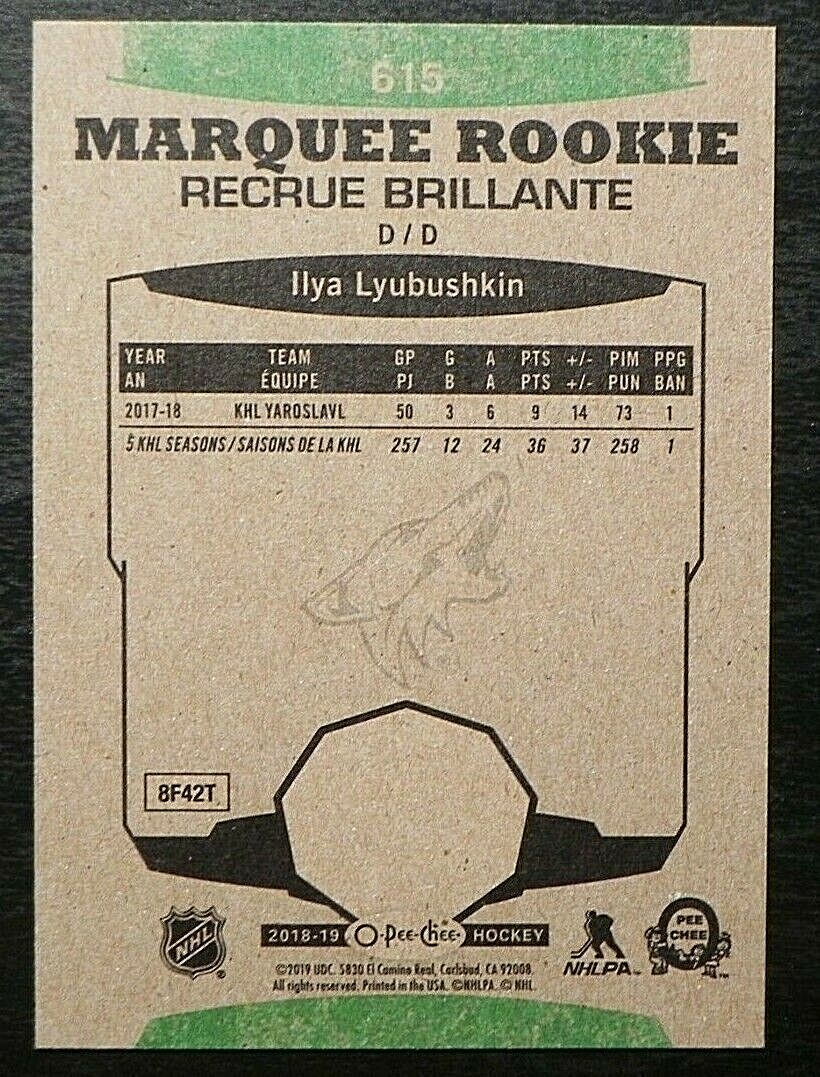 615
MARQUEE ROOKIE
RECRUE BRILLANTE
D / D
Ilya Lyubushkin
YEAR TEAM GP G A PTS +/- PIM PPG
AN ÉQUIPE PJ B A PTS +/- PUN BAN
2017-18 KHL YAROSLAVL 50 3 6 9 14 73 1
5 KHL SEASONS / SAISONS DE LA KHL 257 12 24 36 37 258 1
8F42T
NHL
2018-19 O-Pee-Chee- HOCKEY
NHLPA
PEE CHEE
©2019 UDC. 5830 El Camino Real, Carlsbad, CA 92008.
All rights reserved. Printed in the USA. ©NHLPA. © NHL.